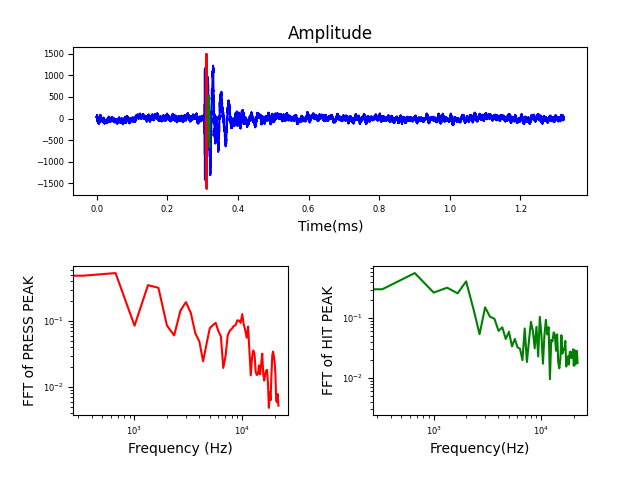 Amplitude
1500
1000
500
0
−500
−1000
−1500
0.0 0.2 0.4 0.6 0.8 1.0 1.2
Time(ms)
FFT of PRESS PEAK
10⁻¹
10⁻²
10³ 10⁴
Frequency (Hz)
FFT of HIT PEAK
10⁻¹
10⁻²
10³ 10⁴
Frequency(Hz)